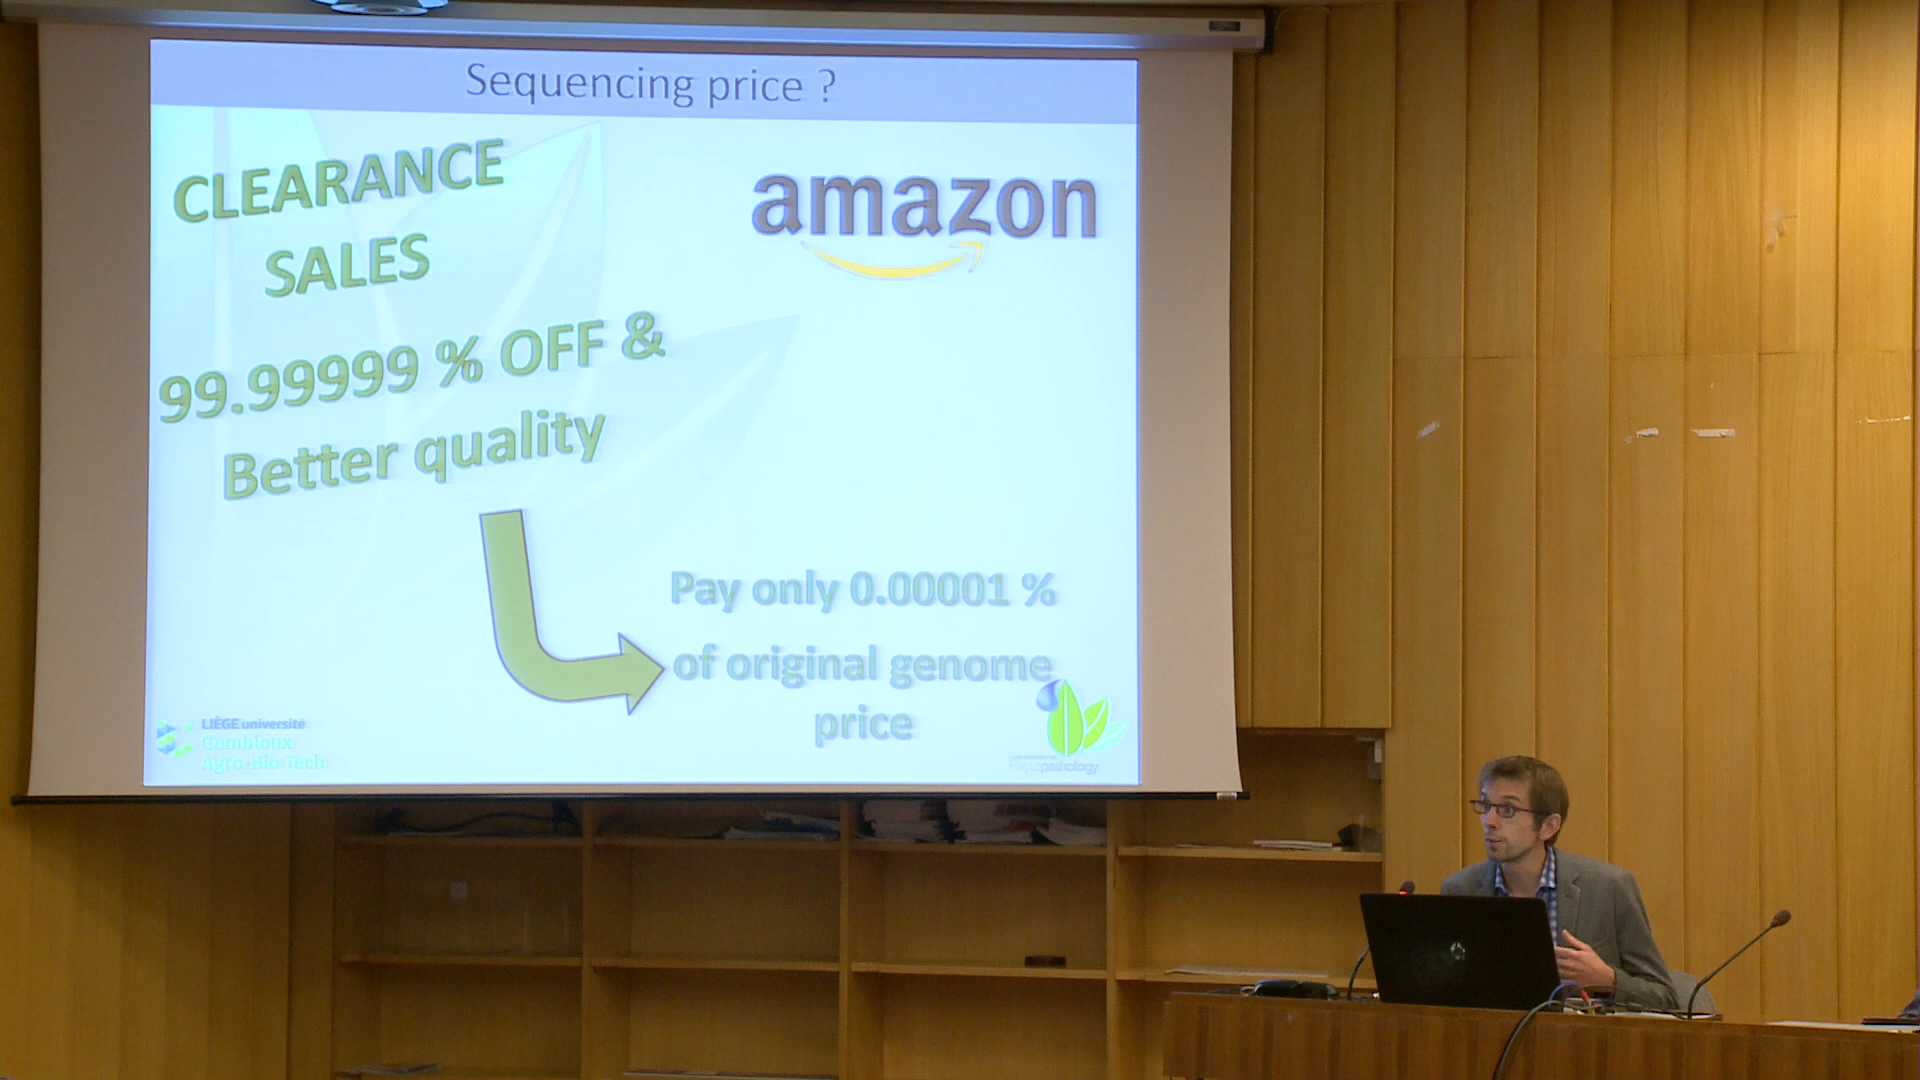 Sequencing price ?
CLEARANCE
SALES
amazon
99.99999 % OFF &
Better quality
Pay only 0.00001 %
of original genome
price
LIÈGE université
Gembloux
Agro-Bio Tech
Phytopathology